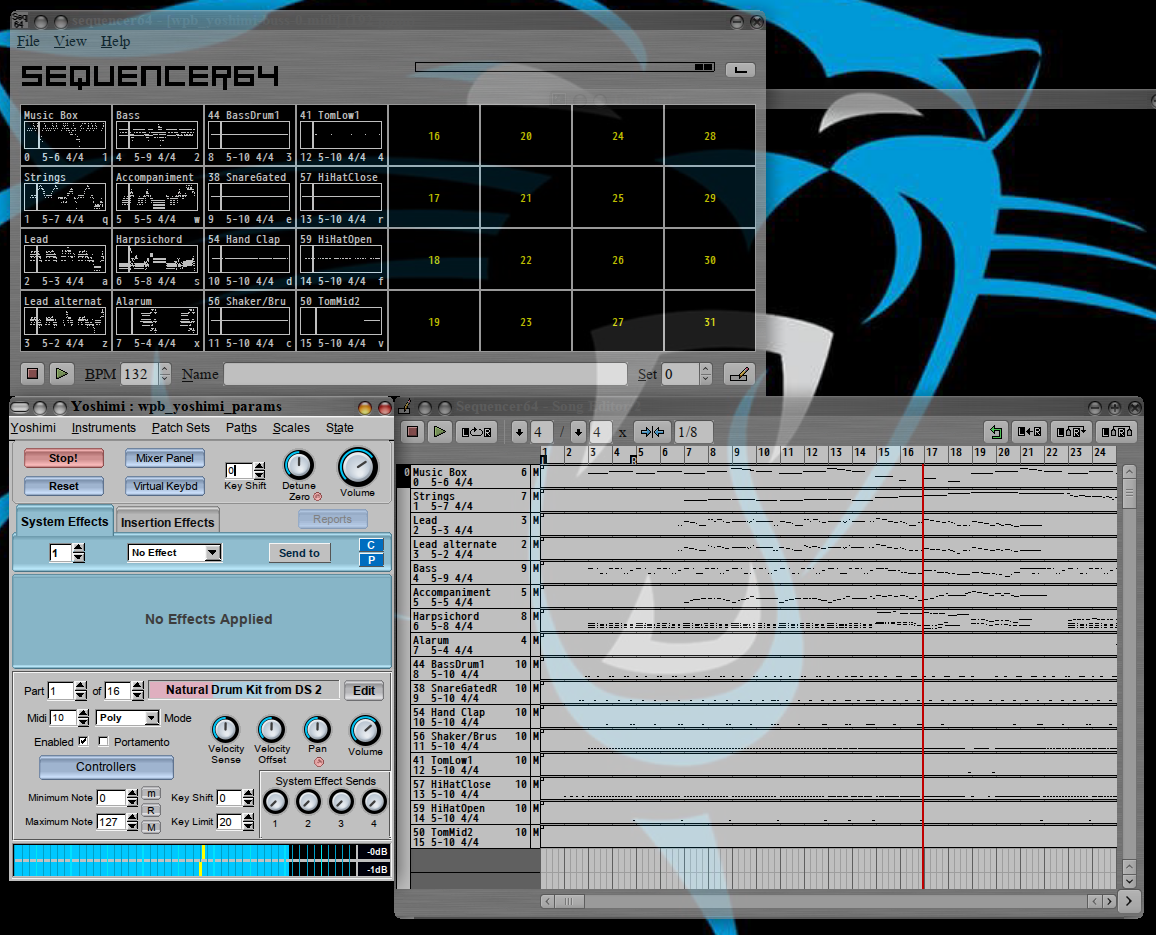 Seq 64
sequencer64 - [wpb_yoshimi
File View Help
SEQUENCER64
Music Box Bass 44 BassDrum1 41 TomLow1
16 20 24 28
0 5-6 4/4 1 4 5-9 4/4 2 8 5-10 4/4 3 12 5-10 4/4 4
Strings Accompaniment 38 SnareGated 57 HiHatClose
17 21 25 29
1 5-7 4/4 q 5 5-5 4/4 w 9 5-10 4/4 e 13 5-10 4/4 r
Lead Harpsichord 54 Hand Clap 59 HiHatOpen
18 22 26 30
2 5-3 4/4 a 6 5-8 4/4 s 10 5-10 4/4 d 14 5-10 4/4 f
Lead alternat Alarum 56 Shaker/Bru 50 TomMid2
19 23 27 31
3 5-2 4/4 z 7 5-4 4/4 x 11 5-10 4/4 c 15 5-10 4/4 v
BPM 132 Name Set 0
Yoshimi : wpb_yoshimi_params
Yoshimi Instruments Patch Sets Paths Scales State
Stop! Mixer Panel
0
Reset Virtual Keybd
Key Shift Detune Zero Volume
System Effects Insertion Effects Reports
1 No Effect Send to C
P
No Effects Applied
Part 1 of 16 Natural Drum Kit from DS 2 Edit
Midi 10 Poly Mode
Enabled Portamento
Velocity Sense Velocity Offset Pan Volume
Controllers
System Effect Sends
Minimum Note 0 m Key Shift 0
R
Maximum Note 127 M Key Limit 20
1 2 3 4
-0dB
-1dB
Sequencer64 - Song Editor
4 / 4 x 1/8
1 2 3 4 5 6 7 8 9 10 11 12 13 14 15 16 17 18 19 20 21 22 23 24
0 Music Box 6 M
0 5-6 4/4
Strings 7 M
1 5-7 4/4
Lead 3 M
2 5-3 4/4
Lead alternate 2 M
3 5-2 4/4
Bass 9 M
4 5-9 4/4
Accompaniment 5 M
5 5-5 4/4
Harpsichord 8 M
6 5-8 4/4
Alarum 4 M
7 5-4 4/4
44 BassDrum1 10 M
8 5-10 4/4
38 SnareGatedR 10 M
9 5-10 4/4
54 Hand Clap 10 M
10 5-10 4/4
56 Shaker/Brus 10 M
11 5-10 4/4
41 TomLow1 10 M
12 5-10 4/4
57 HiHatClose 10 M
13 5-10 4/4
59 HiHatOpen 10 M
14 5-10 4/4
50 TomMid2 10 M
15 5-10 4/4